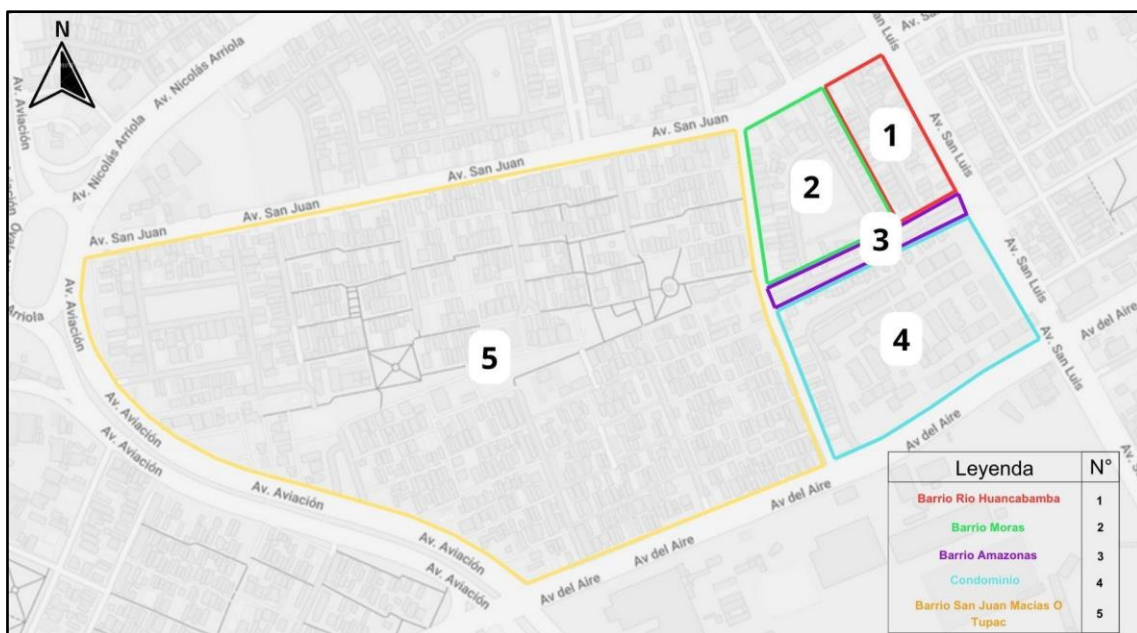 N
Av. Aviación
Av. Nicolás Arriola
Av. Nicolás Arriola
San Luis
Av. San
Av. San Juan
Av. San Juan
Av. San Juan
Av. San Juan
Av. San Luis
Av. San Luis
Av. San Luis
Av del Aire
Arriola
Av. Aviación
Av. Aviación
Av. Aviación
Av. Aviación
Av. Aviación
Av. Aviación
Av del Aire
Av del Aire
Av del Aire
Av del Aire
1
2
3
4
5
Leyenda N°
Barrio Rio Huancabamba 1
Barrio Moras 2
Barrio Amazonas 3
Condominio 4
Barrio San Juan Macias O
Tupac 5